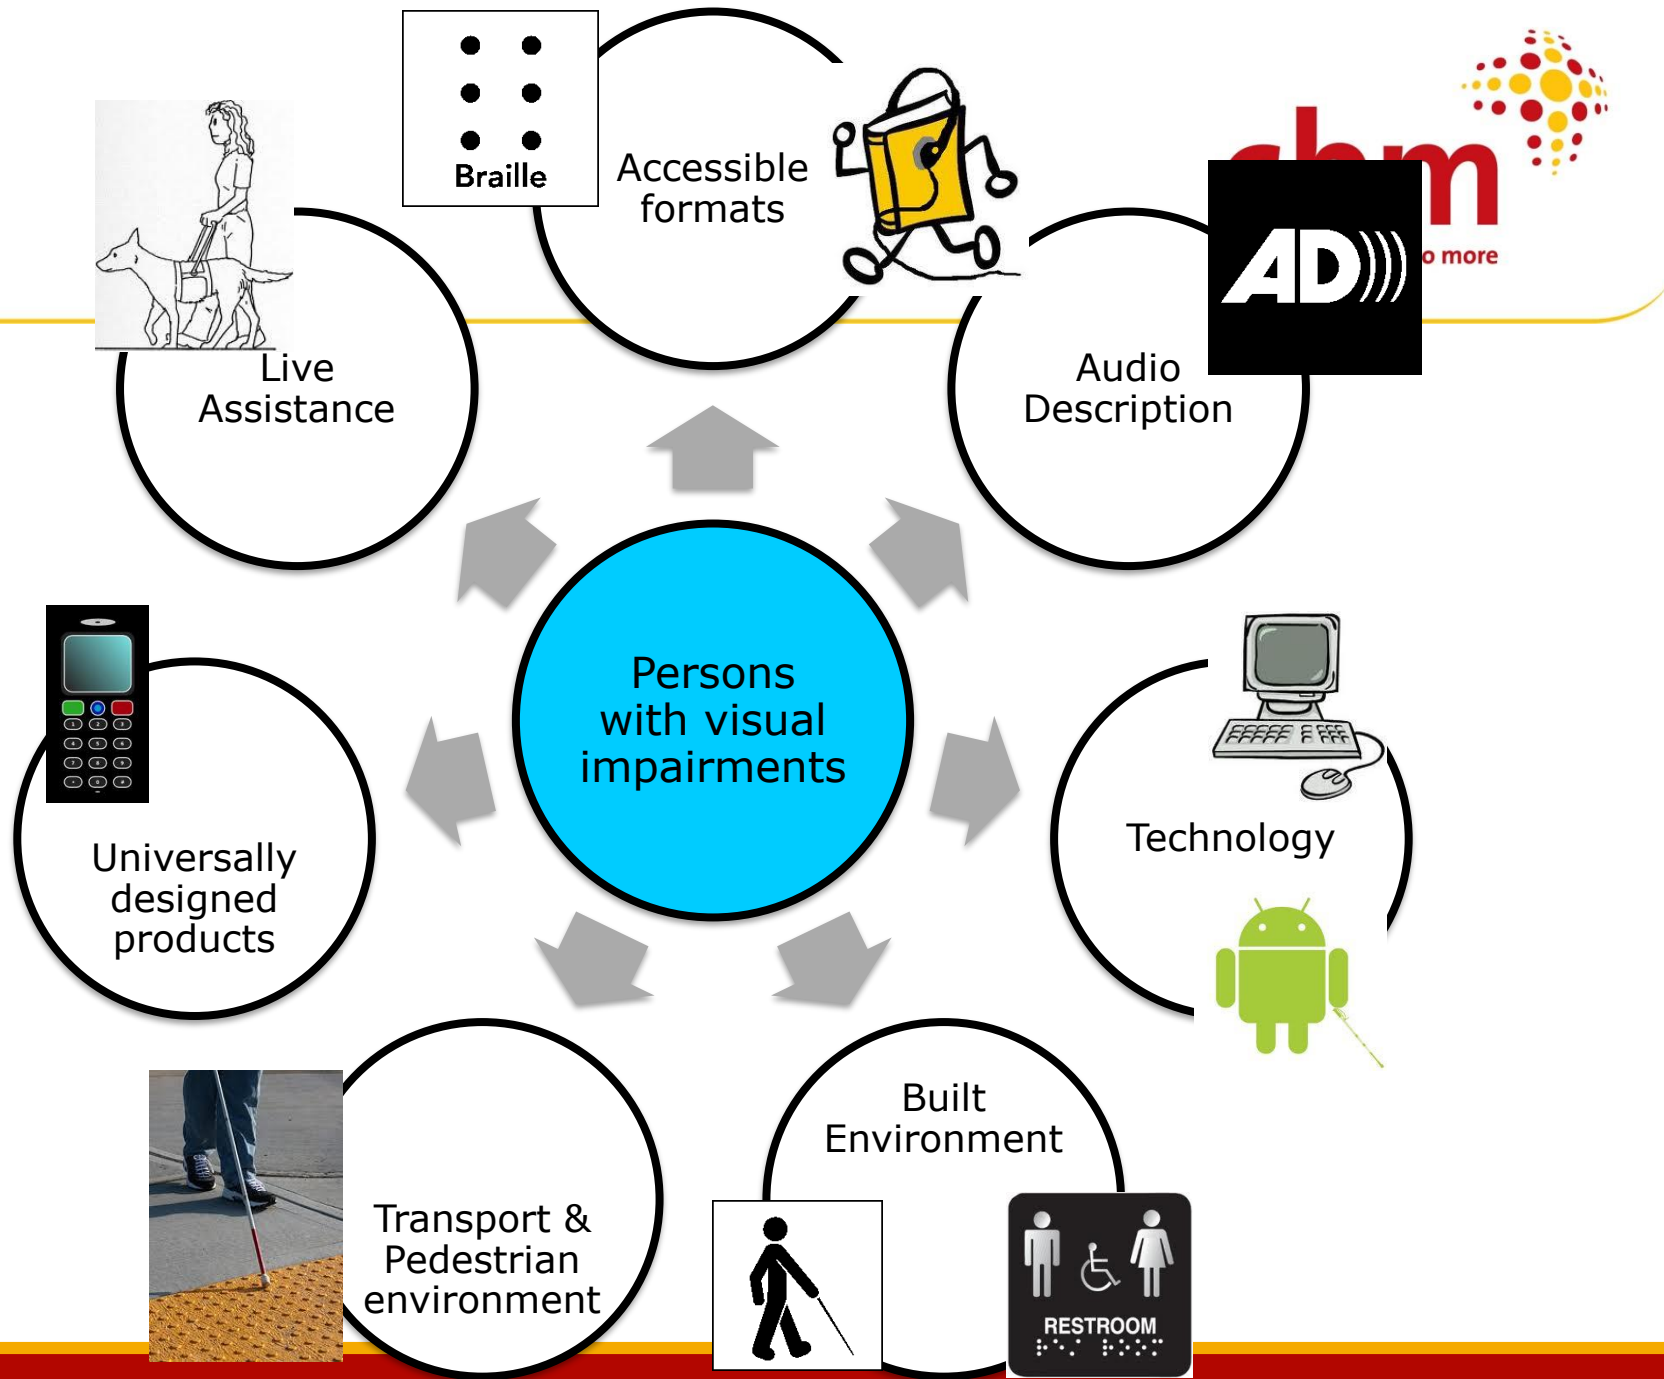 Braille
Accessible
formats
cbm
o more
AD
Live
Assistance
Audio
Description
Persons
with visual
impairments
Technology
Universally
designed
products
Built
Environment
Transport &
Pedestrian
environment
RESTROOM